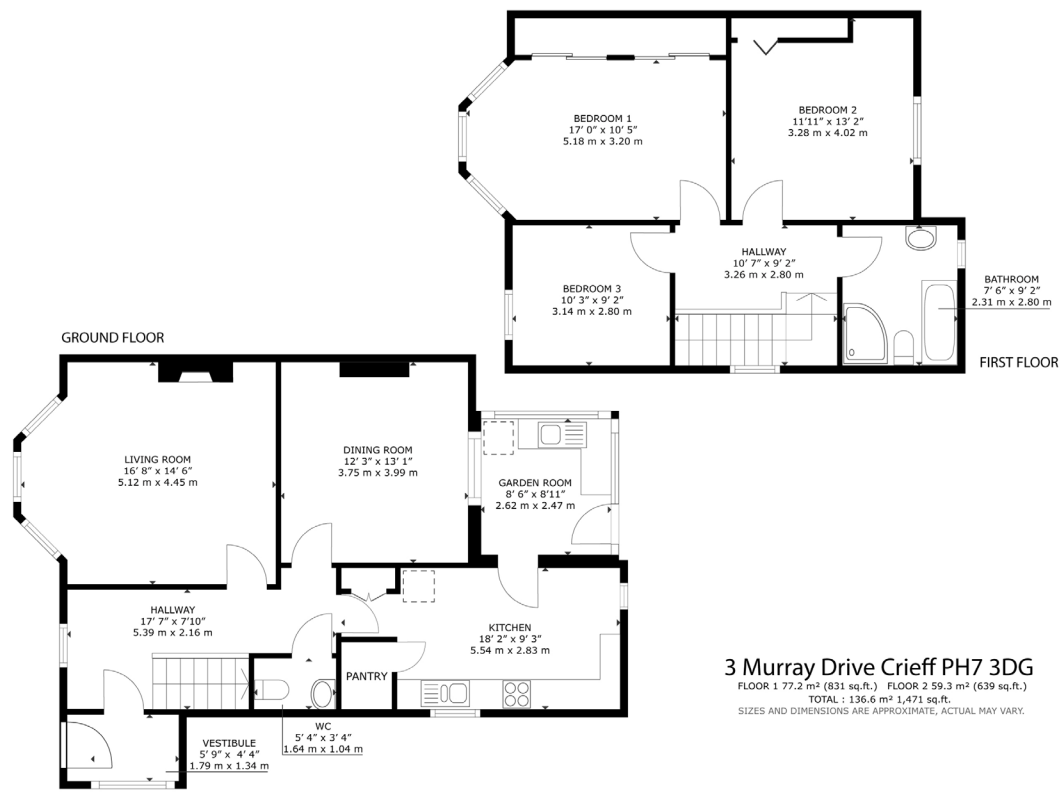 BEDROOM 1
17' 0" x 10' 5"
5.18 m x 3.20 m
BEDROOM 2
11'11" x 13' 2"
3.28 m x 4.02 m
HALLWAY
10' 7" x 9' 2"
3.26 m x 2.80 m
BEDROOM 3
10' 3" x 9' 2"
3.14 m x 2.80 m
BATHROOM
7' 6" x 9' 2"
2.31 m x 2.80 m
FIRST FLOOR
GROUND FLOOR
LIVING ROOM
16' 8" x 14' 6"
5.12 m x 4.45 m
DINING ROOM
12' 3" x 13' 1"
3.75 m x 3.99 m
GARDEN ROOM
8' 6" x 8'11"
2.62 m x 2.47 m
HALLWAY
17' 7" x 7'10"
5.39 m x 2.16 m
KITCHEN
18' 2" x 9' 3"
5.54 m x 2.83 m
PANTRY
WC
5' 4" x 3' 4"
1.64 m x 1.04 m
VESTIBULE
5' 9" x 4' 4"
1.79 m x 1.34 m
3 Murray Drive Crieff PH7 3DG
FLOOR 1 77.2 m² (831 sq.ft.) FLOOR 2 59.3 m² (639 sq.ft.)
TOTAL : 136.6 m² 1,471 sq.ft.
SIZES AND DIMENSIONS ARE APPROXIMATE, ACTUAL MAY VARY.